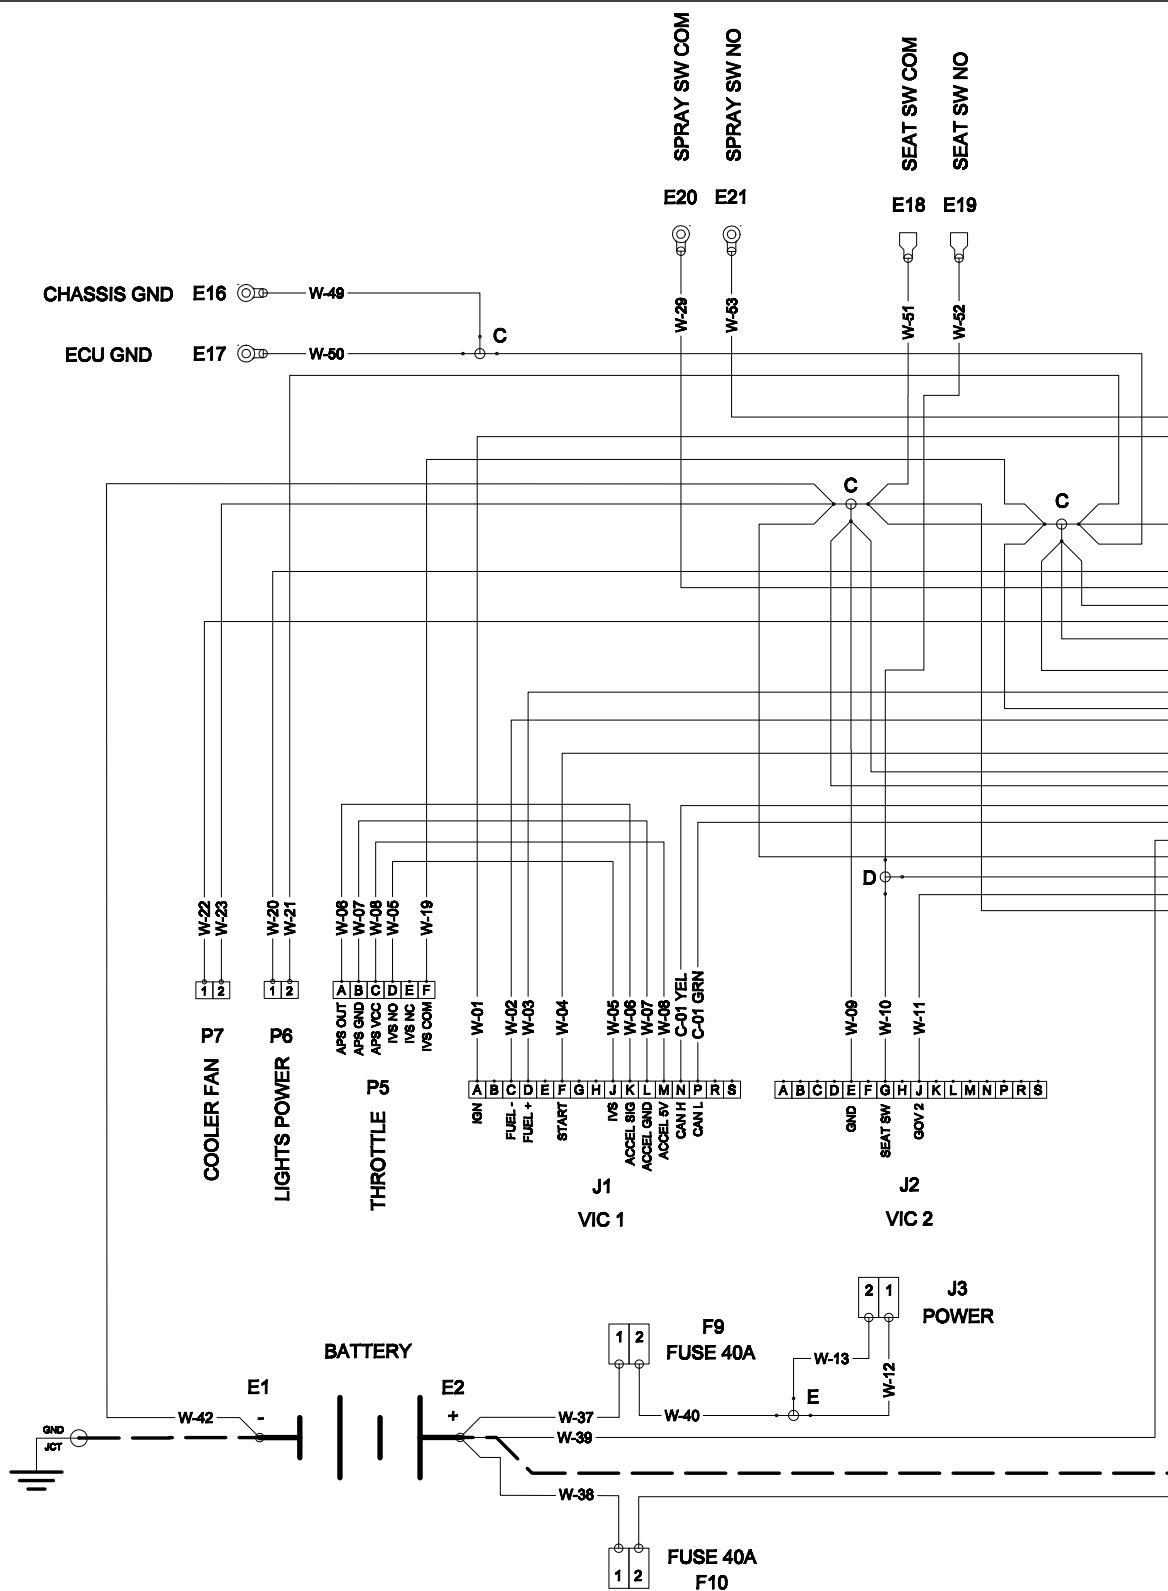 SPRAY SW COM
SPRAY SW NO
SEAT SW COM
SEAT SW NO
E20
E21
E18
E19
CHASSIS GND
E16
W-49
W-29
W-53
W-51
W-52
C
ECU GND
E17
W-50
C
C
D
W-22
W-23
W-20
W-21
W-06
W-07
W-08
W-05
W-19
1 2
1 2
A B C D E F
APS OUT
APS GND
APS VCC
IVS NO
IVS NC
IVS COM
P7
COOLER FAN
P6
LIGHTS POWER
P5
THROTTLE
W-01
W-02
W-03
W-04
W-05
W-06
W-07
W-08
C-01 YEL
C-01 GRN
W-09
W-10
W-11
A B C D E F G H J K L M N P R S
IGN
FUEL -
FUEL +
START
IVS
ACCEL SIG
ACCEL GND
ACCEL 5V
CAN H
CAN L
J1
VIC 1
A B C D E F G H J K L M N P R S
GND
SEAT SW
GOV 2
J2
VIC 2
2 1
J3
POWER
W-13
W-12
E
1 2
F9
FUSE 40A
BATTERY
E1
-
E2
+
W-42
W-37
W-40
W-39
GND
JCT
W-38
1 2
FUSE 40A
F10